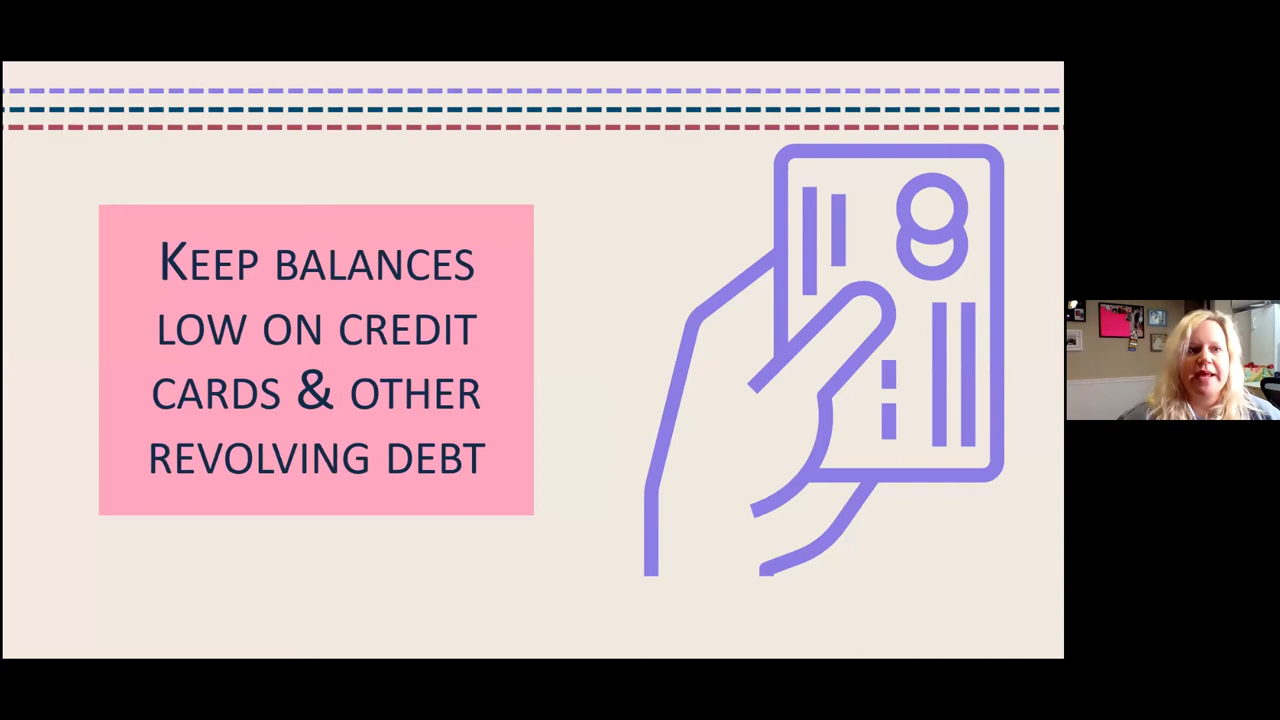 Keep balances
low on credit
cards & other
revolving debt